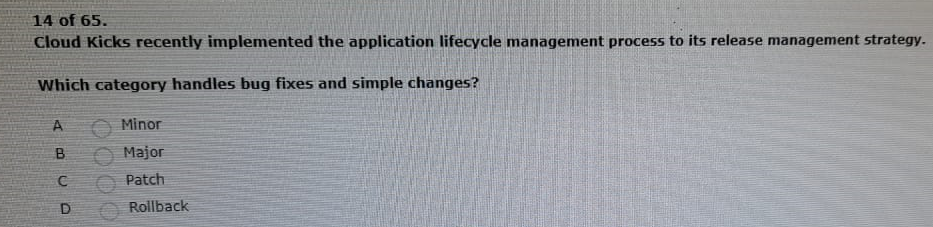 14 of 65.
Cloud Kicks recently implemented the application lifecycle management process to its release management strategy.
Which category handles bug fixes and simple changes?
A Minor
B Major
C Patch
D Rollback